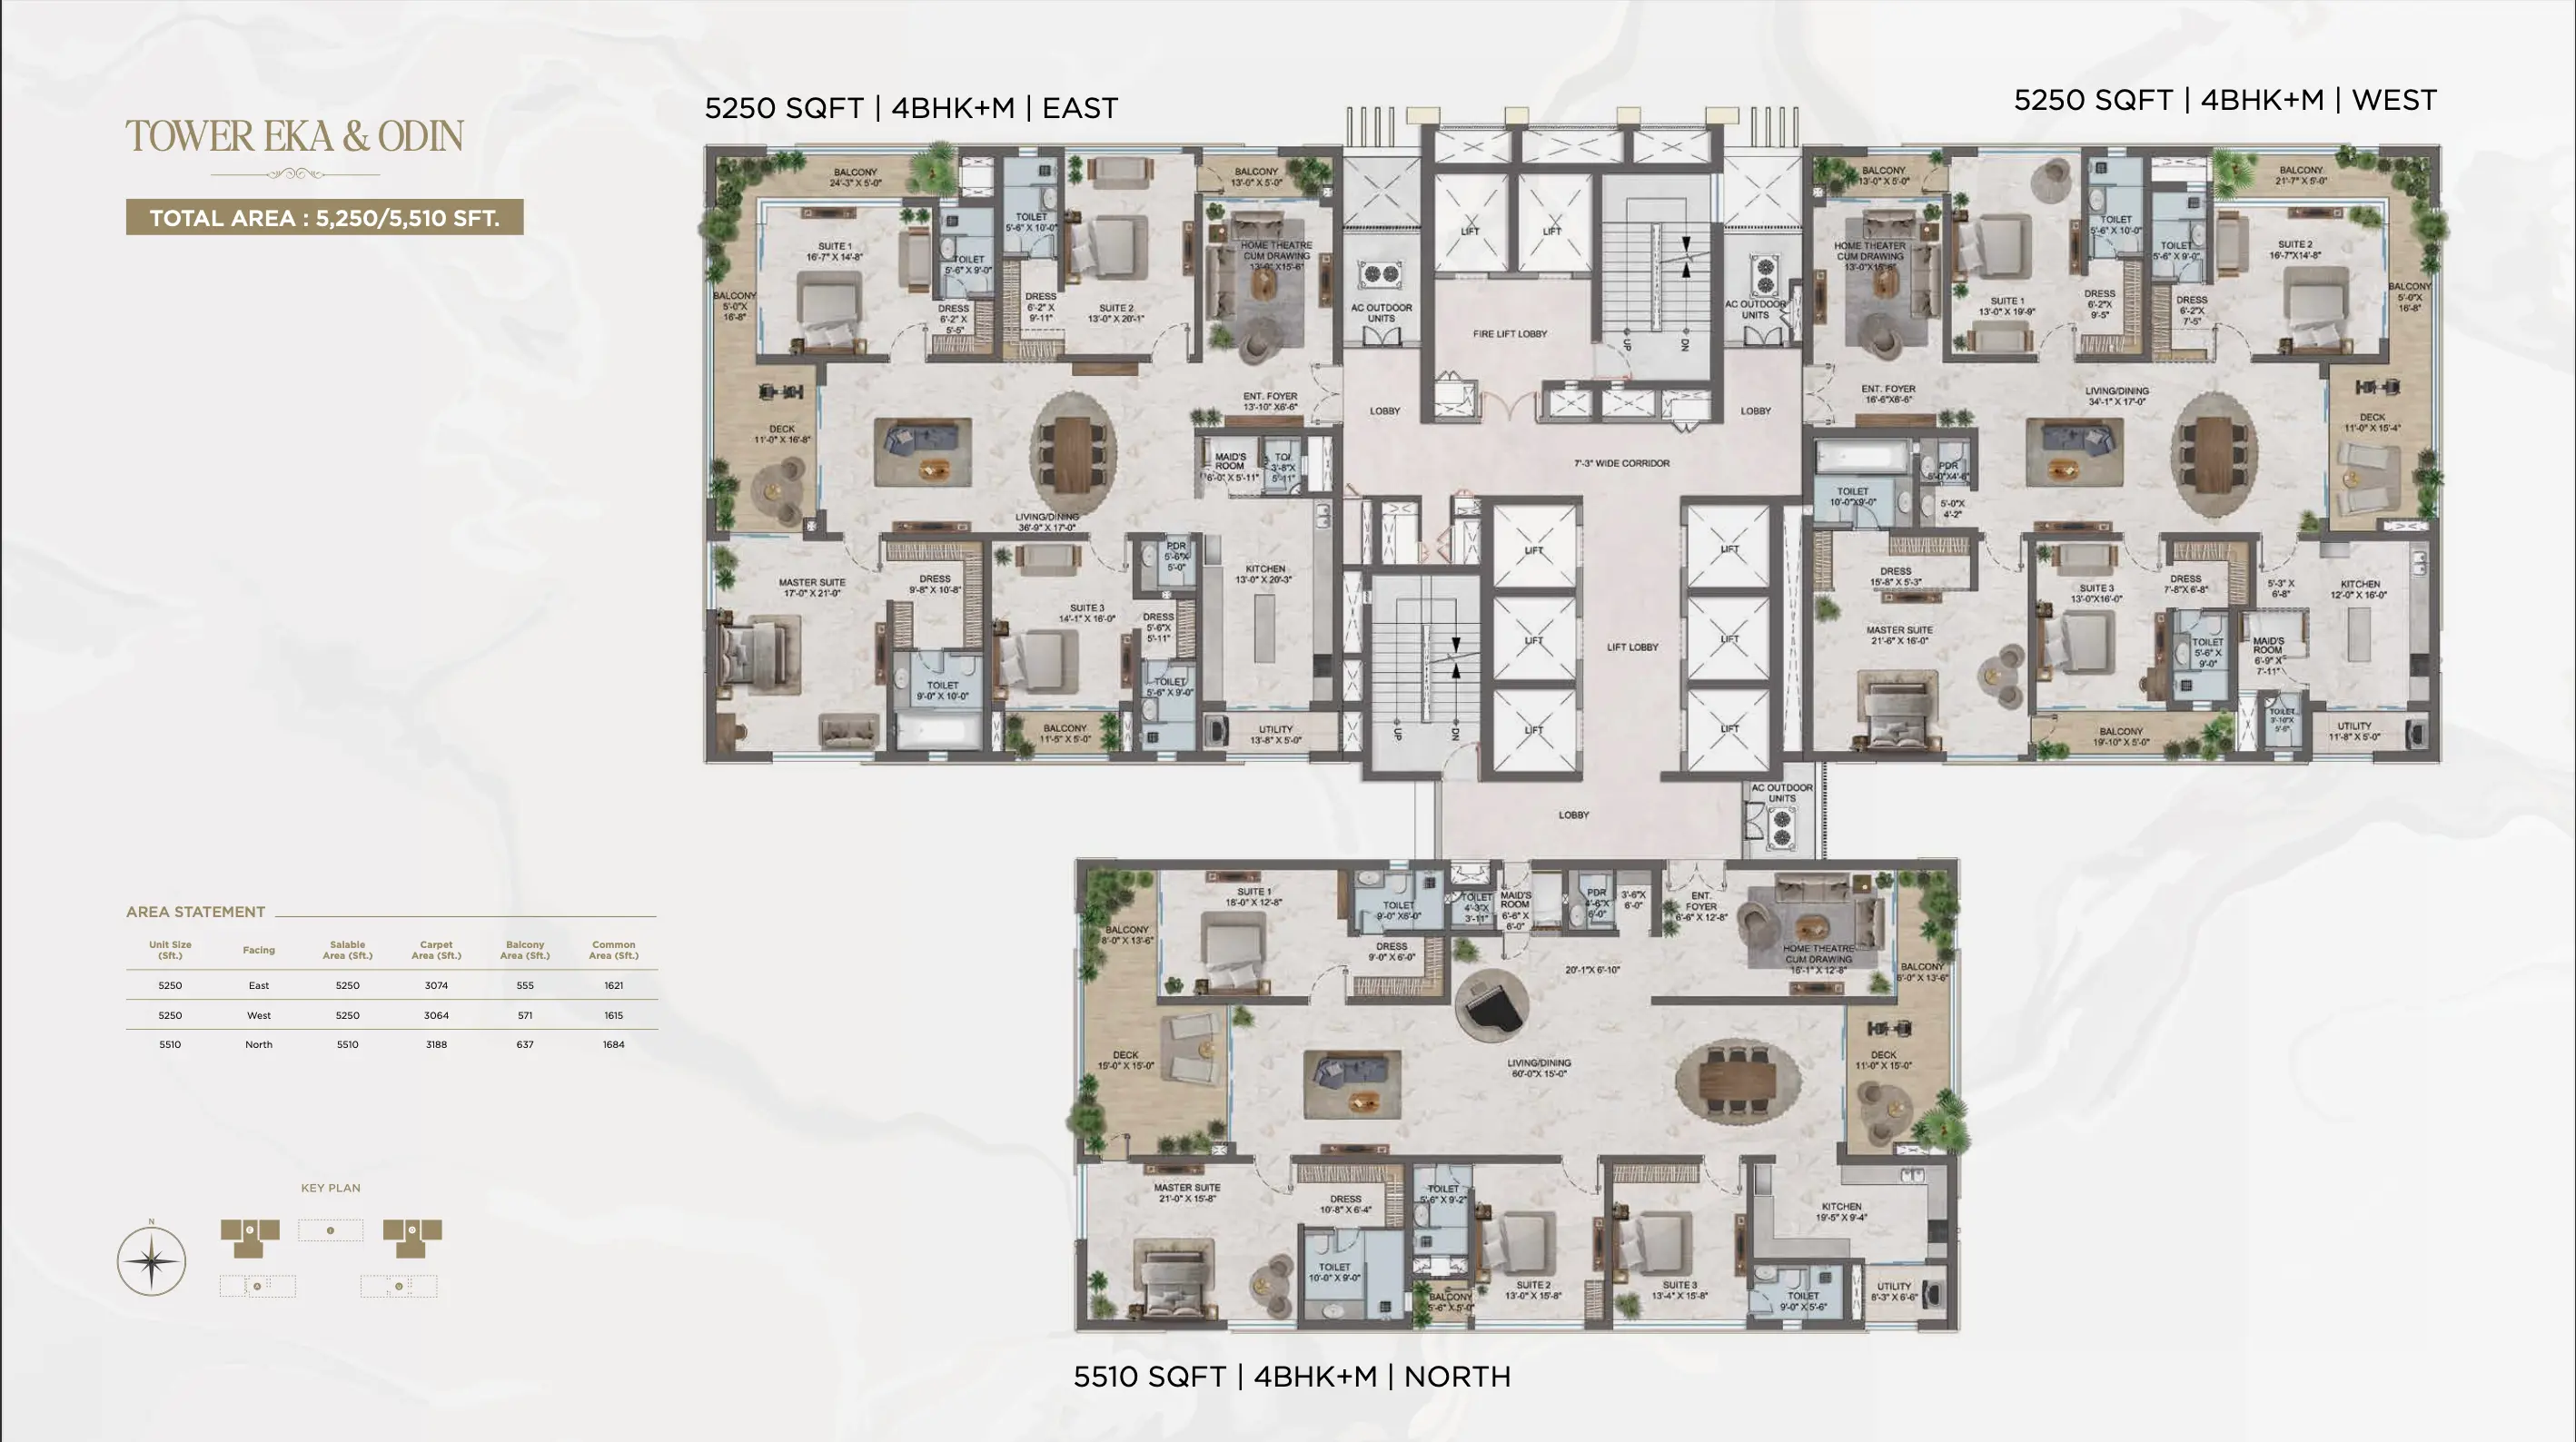 TOWER EKA & ODIN
TOTAL AREA : 5,250/5,510 SFT.
5250 SQFT | 4BHK+M | EAST
BALCONY
24'-3" X 5'-0"
TOILET
5'-6" X 10'-0"
BALCONY
13'-0" X 5'-0"
SUITE 1
16'-7" X 14'-8"
TOILET
5'-6" X 9'-0"
HOME THEATRE
CUM DRAWING
13'-0" X15'-6"
BALCONY
5'-0"X
16'-8"
DRESS
6'-2" X
5'-5"
DRESS
6'-2" X
9'-11"
SUITE 2
13'-0" X 20'-1"
DECK
11'-0" X 16'-8"
ENT. FOYER
13'-10" X6'-6"
MAID'S
ROOM
6'-0" X 5'-11"
TOI.
3'-8"X
5'-11"
LIVING/DINING
36'-9" X 17'-0"
MASTER SUITE
17'-0" X 21'-0"
DRESS
9'-8" X 10'-8"
SUITE 3
14'-1" X 16'-0"
PDR
5'-6"X
5'-0"
DRESS
5'-6"X
5'-11"
KITCHEN
13'-0" X 20'-3"
TOILET
9'-0" X 10'-0"
TOILET
5'-6" X 9'-0"
BALCONY
11'-5" X 5'-0"
UTILITY
13'-8" X 5'-0"
LIFT
LIFT
AC OUTDOOR
UNITS
FIRE LIFT LOBBY
UP
DN
AC OUTDOOR
UNITS
LOBBY
LOBBY
7'-3" WIDE CORRIDOR
LIFT
LIFT
LIFT
LIFT
LIFT LOBBY
LIFT
LIFT
UP
DN
LOBBY
AC OUTDOOR
UNITS
5250 SQFT | 4BHK+M | WEST
BALCONY
13'-0" X 5'-0"
BALCONY
21'-7" X 5'-0"
TOILET
5'-6" X 10'-0"
HOME THEATER
CUM DRAWING
13'-0"X15'-6"
TOILET
5'-6" X 9'-0"
SUITE 2
16'-7"X14'-8"
SUITE 1
13'-0" X 19'-9"
DRESS
6'-2"X
9'-5"
DRESS
6'-2"X
7'-5"
BALCONY
5'-0"X
16'-8"
ENT. FOYER
16'-6"X6'-6"
LIVING/DINING
34'-1" X 17'-0"
DECK
11'-0" X 15'-4"
PDR
5'-0"X4'-6"
TOILET
10'-0"X9'-0"
5'-0"X
4'-2"
DRESS
15'-8" X 5'-3"
SUITE 3
13'-0"X16'-0"
DRESS
7'-8"X 6'-8"
5'-3" X
6'-8"
KITCHEN
12'-0" X 16'-0"
MASTER SUITE
21'-6" X 16'-0"
TOILET
5'-6" X
9'-0"
MAID'S
ROOM
6'-9" X
7'-11"
TOILET
3'-10"X
5'-6"
BALCONY
19'-10" X 5'-0"
UTILITY
11'-8" X 5'-0"
SUITE 1
18'-0" X 12'-8"
TOILET
9'-0" X6'-0"
TOILET
4'-3"X
3'-11"
MAID'S
ROOM
6'-6" X
6'-0"
PDR
4'-6"X
6'-0"
3'-6"X
6'-0"
ENT.
FOYER
6'-6" X 12'-8"
BALCONY
8'-0" X 13'-6"
DRESS
9'-0" X 6'-0"
20'-1"X 6'-10"
HOME THEATRE
CUM DRAWING
16'-1" X 12'-8"
BALCONY
6'-0" X 13'-6"
DECK
15'-0" X 15'-0"
LIVING/DINING
60'-0"X 15'-0"
DECK
11'-0" X 15'-0"
MASTER SUITE
21'-0" X 15'-8"
DRESS
10'-8" X 6'-4"
TOILET
5'-6" X 9'-2"
KITCHEN
19'-5" X 9'-4"
TOILET
10'-0" X 9'-0"
SUITE 2
13'-0" X 15'-8"
SUITE 3
13'-4" X 15'-8"
BALCONY
5'-6" X 5'-0"
TOILET
9'-0" X 5'-6"
UTILITY
8'-3" X 6'-6"
5510 SQFT | 4BHK+M | NORTH
AREA STATEMENT
Unit Size (Sft.) Facing Salable Area (Sft.) Carpet Area (Sft.) Balcony Area (Sft.) Common Area (Sft.)
5250 East 5250 3074 555 1621
5250 West 5250 3064 571 1615
5510 North 5510 3188 637 1684
KEY PLAN
N